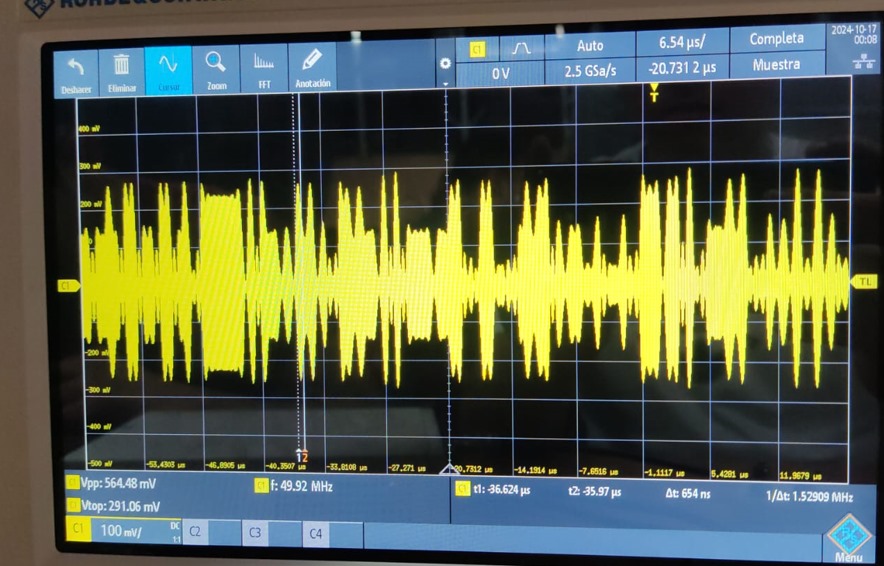 Deshacer Eliminar Cursor Zoom FFT Anotación
C1 Auto 6.54 µs/ Completa
0 V 2.5 GSa/s -20.731 2 µs Muestra
2024-10-17
00:08
T
400 mV
300 mV
200 mV
C1 TL
-200 mV
-300 mV
-400 mV
-500 mV
1 2
-53,4303 µs -46,8905 µs -40,3507 µs -33,8108 µs -27,271 µs -20,7312 µs -14,1914 µs -7,6516 µs -1,1117 µs 5,4281 µs 11,9679 µs
C1 Vpp: 564.48 mV C1 f: 49.92 MHz C1 t1: -36.624 µs t2: -35.97 µs Δt: 654 ns 1/Δt: 1.52909 MHz
C1 Vtop: 291.06 mV
C1 100 mV/ DC 1:1 C2 C3 C4
Menú